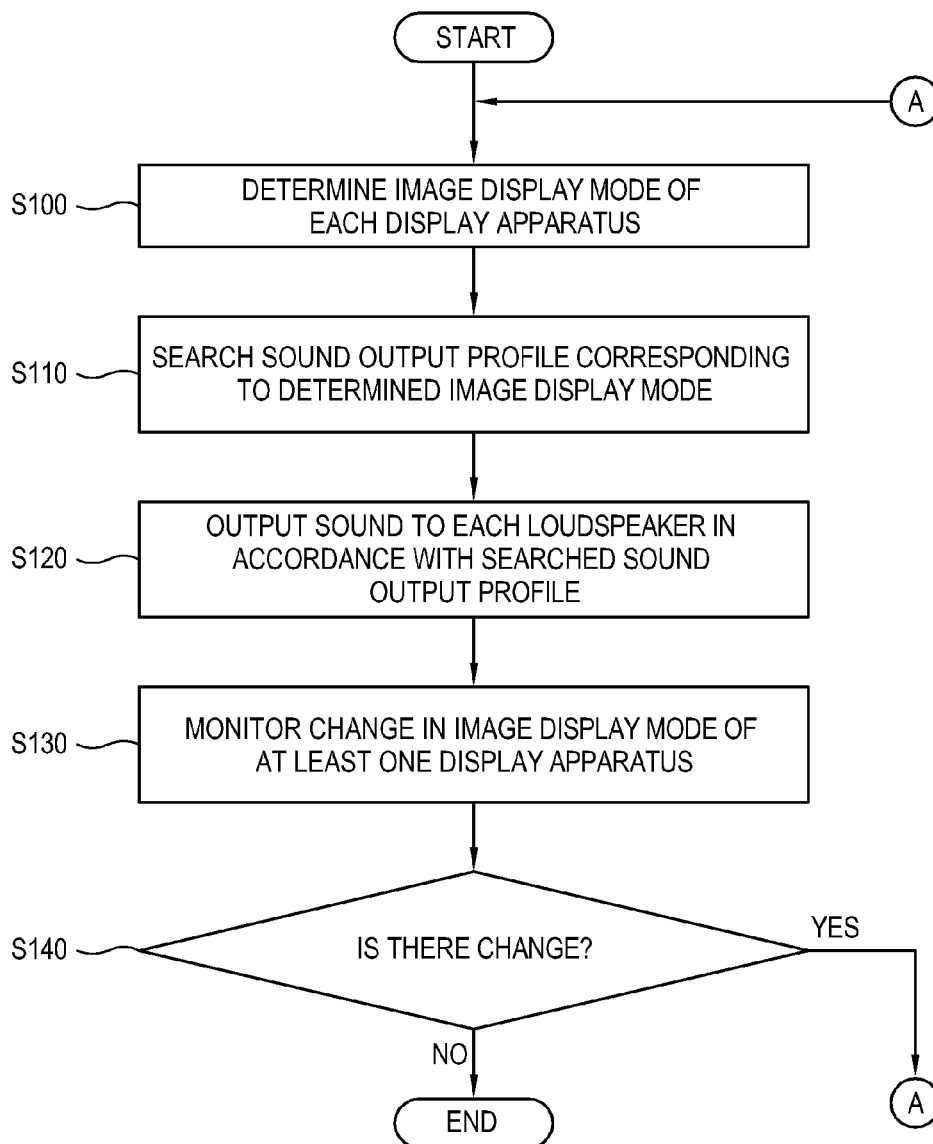 START
A
S100
DETERMINE IMAGE DISPLAY MODE OF
EACH DISPLAY APPARATUS
S110
SEARCH SOUND OUTPUT PROFILE CORRESPONDING
TO DETERMINED IMAGE DISPLAY MODE
S120
OUTPUT SOUND TO EACH LOUDSPEAKER IN
ACCORDANCE WITH SEARCHED SOUND
OUTPUT PROFILE
S130
MONITOR CHANGE IN IMAGE DISPLAY MODE OF
AT LEAST ONE DISPLAY APPARATUS
S140
IS THERE CHANGE?
YES
NO
A
END